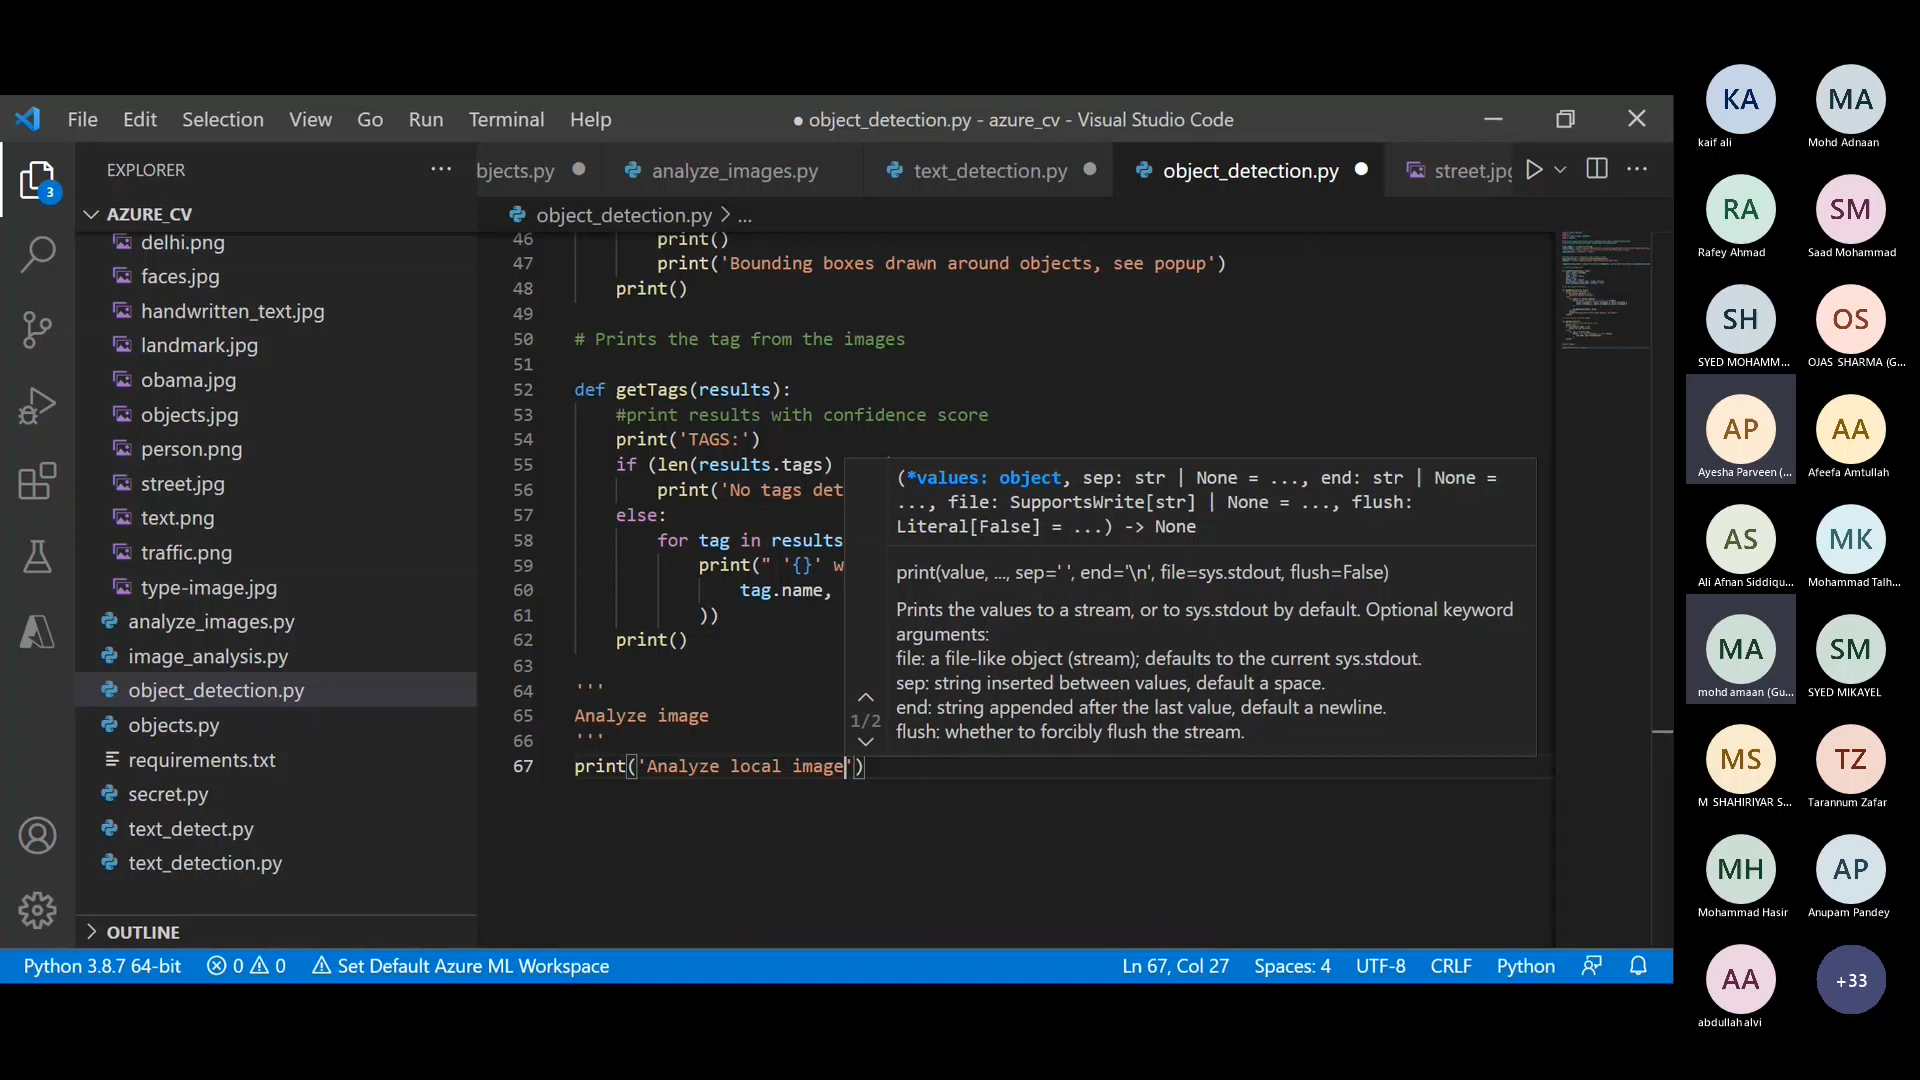 File Edit Selection View Go Run Terminal Help
● object_detection.py - azure_cv - Visual Studio Code
EXPLORER
bjects.py
analyze_images.py
text_detection.py
object_detection.py
street.jpg
3
AZURE_CV
object_detection.py > ...
delhi.png
faces.jpg
handwritten_text.jpg
landmark.jpg
obama.jpg
objects.jpg
person.png
street.jpg
text.png
traffic.png
type-image.jpg
analyze_images.py
image_analysis.py
object_detection.py
objects.py
requirements.txt
secret.py
text_detect.py
text_detection.py
OUTLINE
46 print()
47 print('Bounding boxes drawn around objects, see popup')
48 print()
49
50 # Prints the tag from the images
51
52 def getTags(results):
53 #print results with confidence score
54 print('TAGS:')
55 if (len(results.tags)
56 print('No tags det
57 else:
58 for tag in results
59 print(" '{}' w
60 tag.name,
61 ))
62 print()
63
64 '''
65 Analyze image
66 '''
67 print('Analyze local image')
(*values: object, sep: str | None = ..., end: str | None =
..., file: SupportsWrite[str] | None = ..., flush:
Literal[False] = ...) -> None
print(value, ..., sep=' ', end='\n', file=sys.stdout, flush=False)
Prints the values to a stream, or to sys.stdout by default. Optional keyword
arguments:
file: a file-like object (stream); defaults to the current sys.stdout.
sep: string inserted between values, default a space.
end: string appended after the last value, default a newline.
flush: whether to forcibly flush the stream.
1/2
Python 3.8.7 64-bit 0 0 Set Default Azure ML Workspace
Ln 67, Col 27 Spaces: 4 UTF-8 CRLF Python
KA MA
kaif ali Mohd Adnaan
RA SM
Rafey Ahmad Saad Mohammad
SH OS
SYED MOHAMM... OJAS SHARMA (G...
AP AA
Ayesha Parveen (... Afeefa Amtullah
AS MK
Ali Afnan Siddiqu... Mohammad Talh...
MA SM
mohd amaan (Gu... SYED MIKAYEL
MS TZ
M SHAHIRIYAR S... Tarannum Zafar
MH AP
Mohammad Hasir Anupam Pandey
AA +33
abdullah alvi